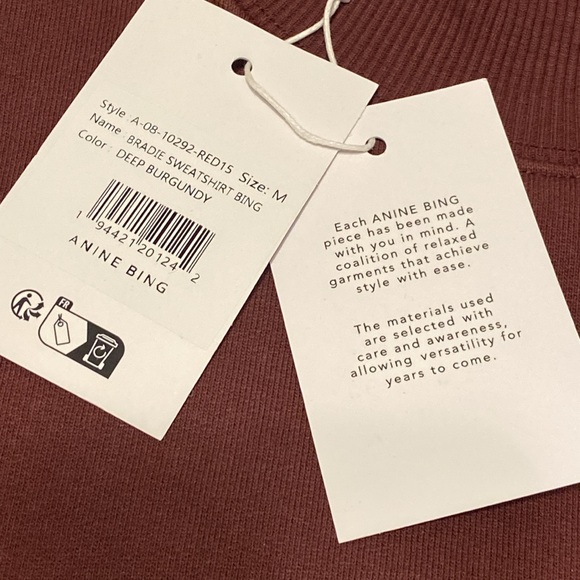 Style : A-08-10292-RED15 Size: M
Name : BRADIE SWEATSHIRT BING
Color : DEEP BURGUNDY
1 94421 20124 2
ANINE BING
FR
Each ANINE BING
piece has been made
with you in mind. A
coalition of relaxed
garments that achieve
style with ease.
The materials used
are selected with
care and awareness,
allowing versatility for
years to come.